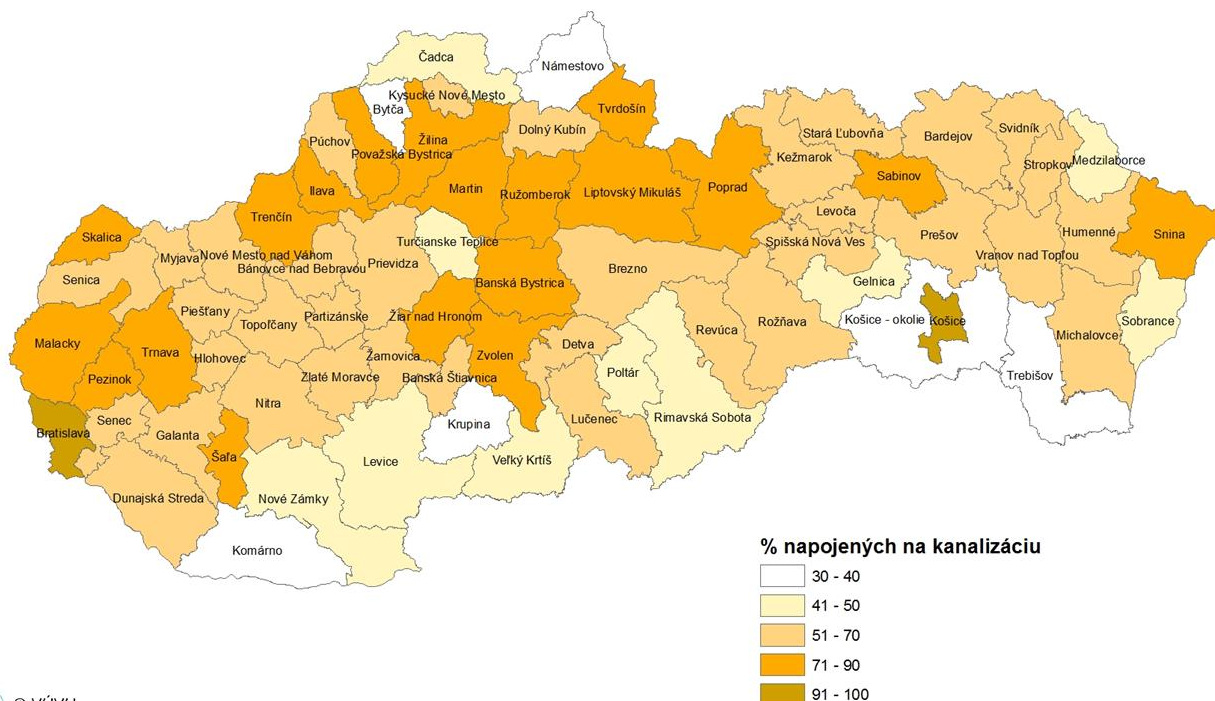 Čadca
Námestovo
Kysucké Nové Mesto
Bytča
Tvrdošín
Dolný Kubín
Žilina
Púchov
Považská Bystrica
Stará Ľubovňa
Bardejov
Svidník
Kežmarok
Stropkov
Medzilaborce
Sabinov
Ilava
Martin
Ružomberok
Liptovský Mikuláš
Poprad
Trenčín
Levoča
Skalica
Turčianske Teplice
Spišská Nová Ves
Prešov
Humenné
Snina
Myjava
Nové Mesto nad Váhom
Bánovce nad Bebravou
Prievidza
Brezno
Vranov nad Topľou
Senica
Banská Bystrica
Gelnica
Piešťany
Topoľčany
Partizánske
Žiar nad Hronom
Košice - okolie
Košice
Sobrance
Rožňava
Revúca
Michalovce
Malacky
Trnava
Hlohovec
Žarnovica
Zvolen
Detva
Pezinok
Zlaté Moravce
Banská Štiavnica
Poltár
Trebišov
Nitra
Senec
Bratislava
Galanta
Krupina
Lučenec
Rimavská Sobota
Šaľa
Levice
Veľký Krtíš
Dunajská Streda
Nové Zámky
Komárno
% napojených na kanalizáciu
30 - 40
41 - 50
51 - 70
71 - 90
91 - 100